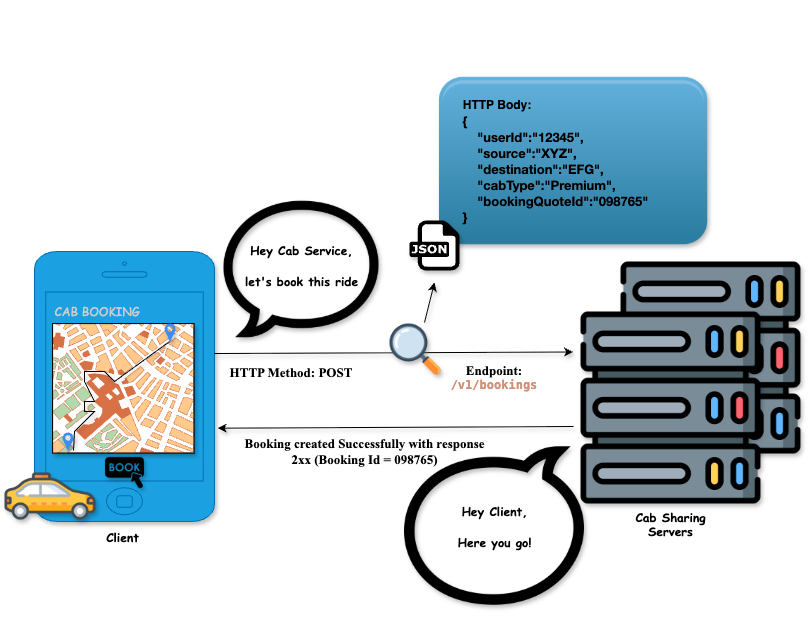 HTTP Body:
{
"userId":"12345",
"source":"XYZ",
"destination":"EFG",
"cabType":"Premium",
"bookingQuoteId":"098765"
}
JSON
Hey Cab Service,
let's book this ride
CAB BOOKING
BOOK
Client
HTTP Method: POST
Endpoint:
/v1/bookings
Booking created Successfully with response
2xx (Booking Id = 098765)
Hey Client,
Here you go!
Cab Sharing
Servers